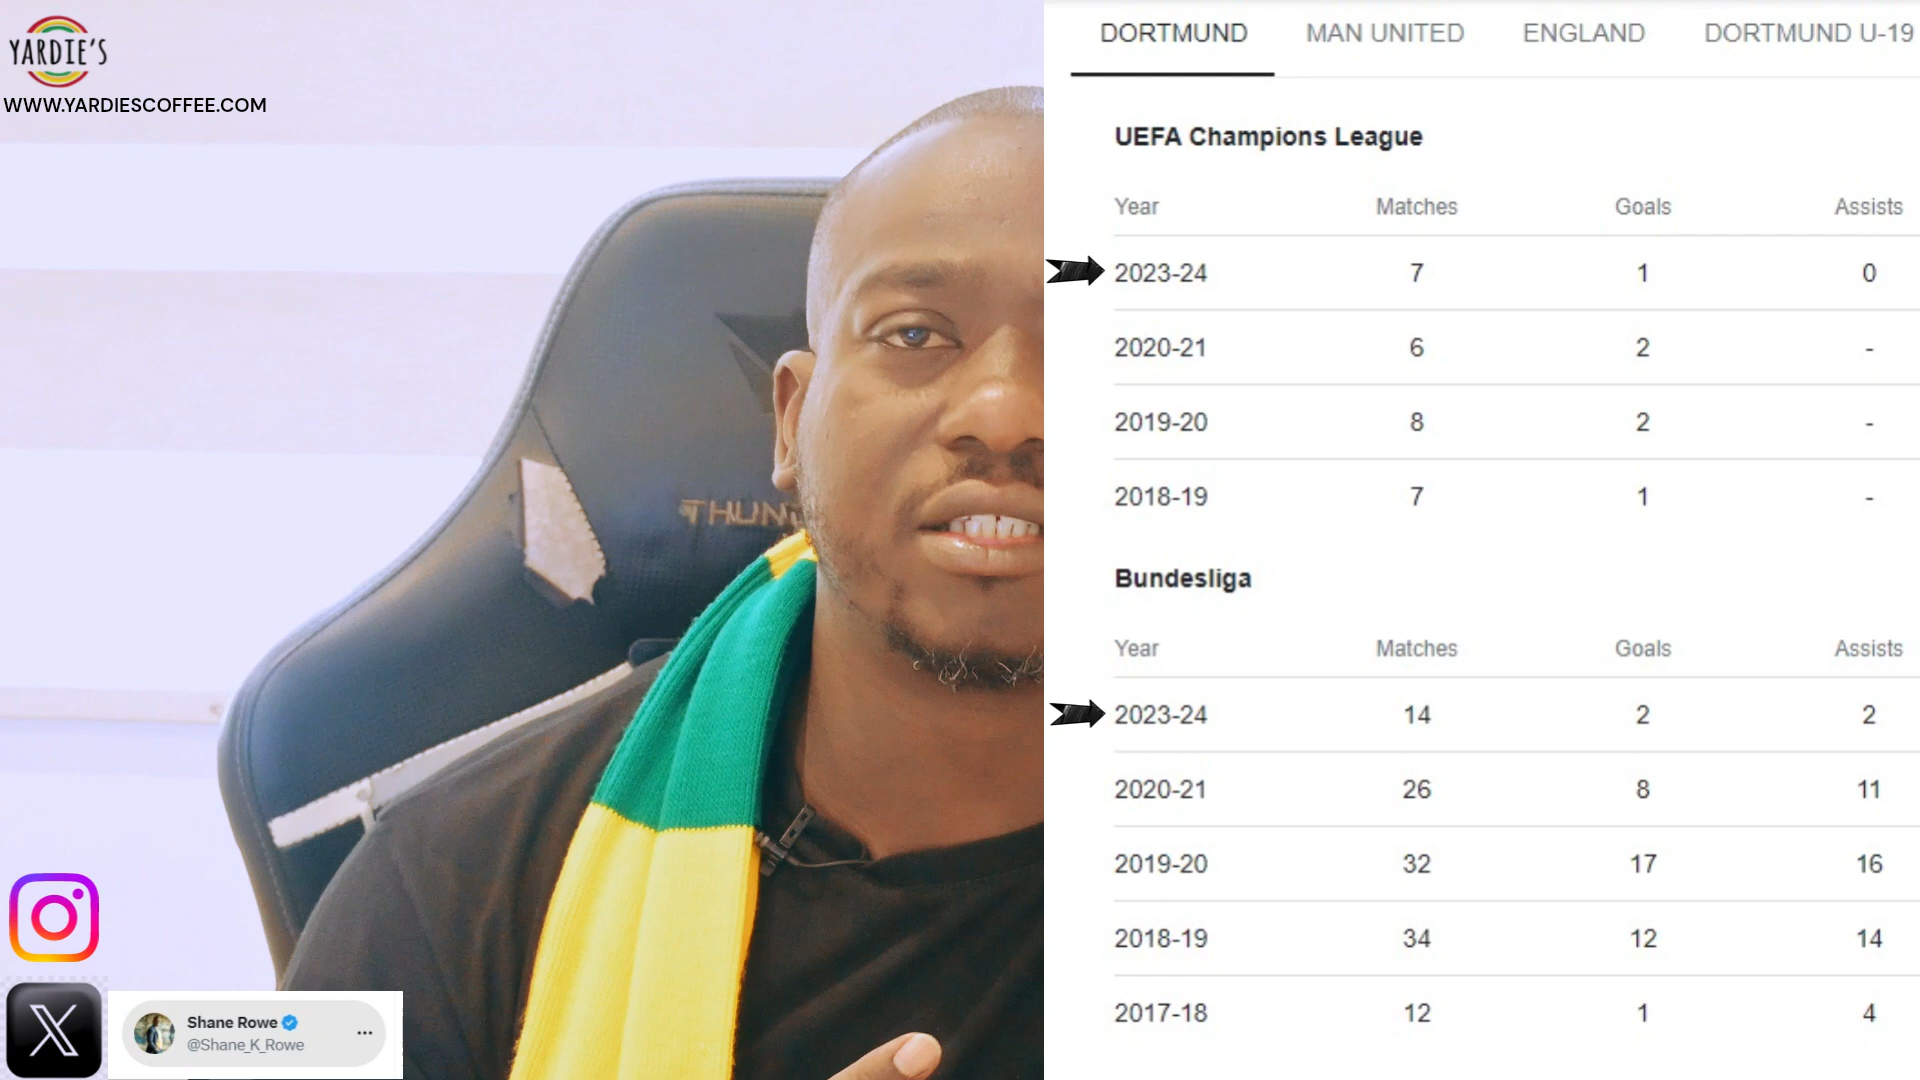 YARDIE'S
WWW.YARDIESCOFFEE.COM
THUN
Shane Rowe
@Shane_K_Rowe
DORTMUND MAN UNITED ENGLAND DORTMUND U-19
UEFA Champions League
Year Matches Goals Assists
2023-24 7 1 0
2020-21 6 2 -
2019-20 8 2 -
2018-19 7 1 -
Bundesliga
Year Matches Goals Assists
2023-24 14 2 2
2020-21 26 8 11
2019-20 32 17 16
2018-19 34 12 14
2017-18 12 1 4